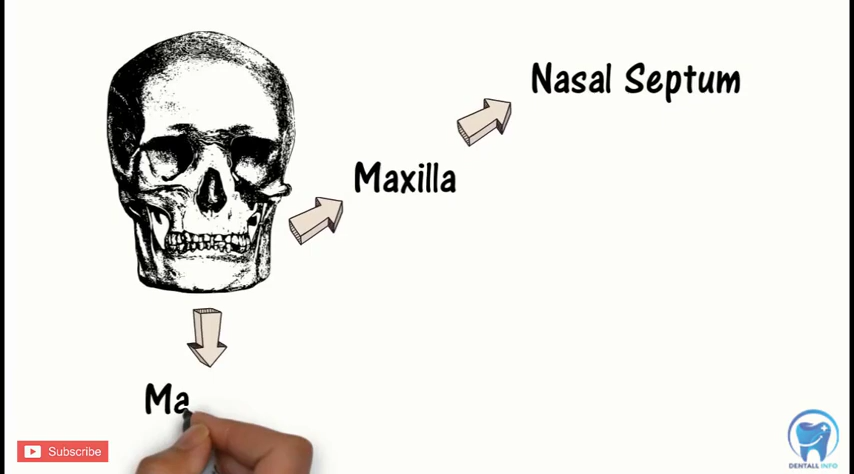 Nasal Septum
Maxilla
Ma
Subscribe
DENTALL INFO